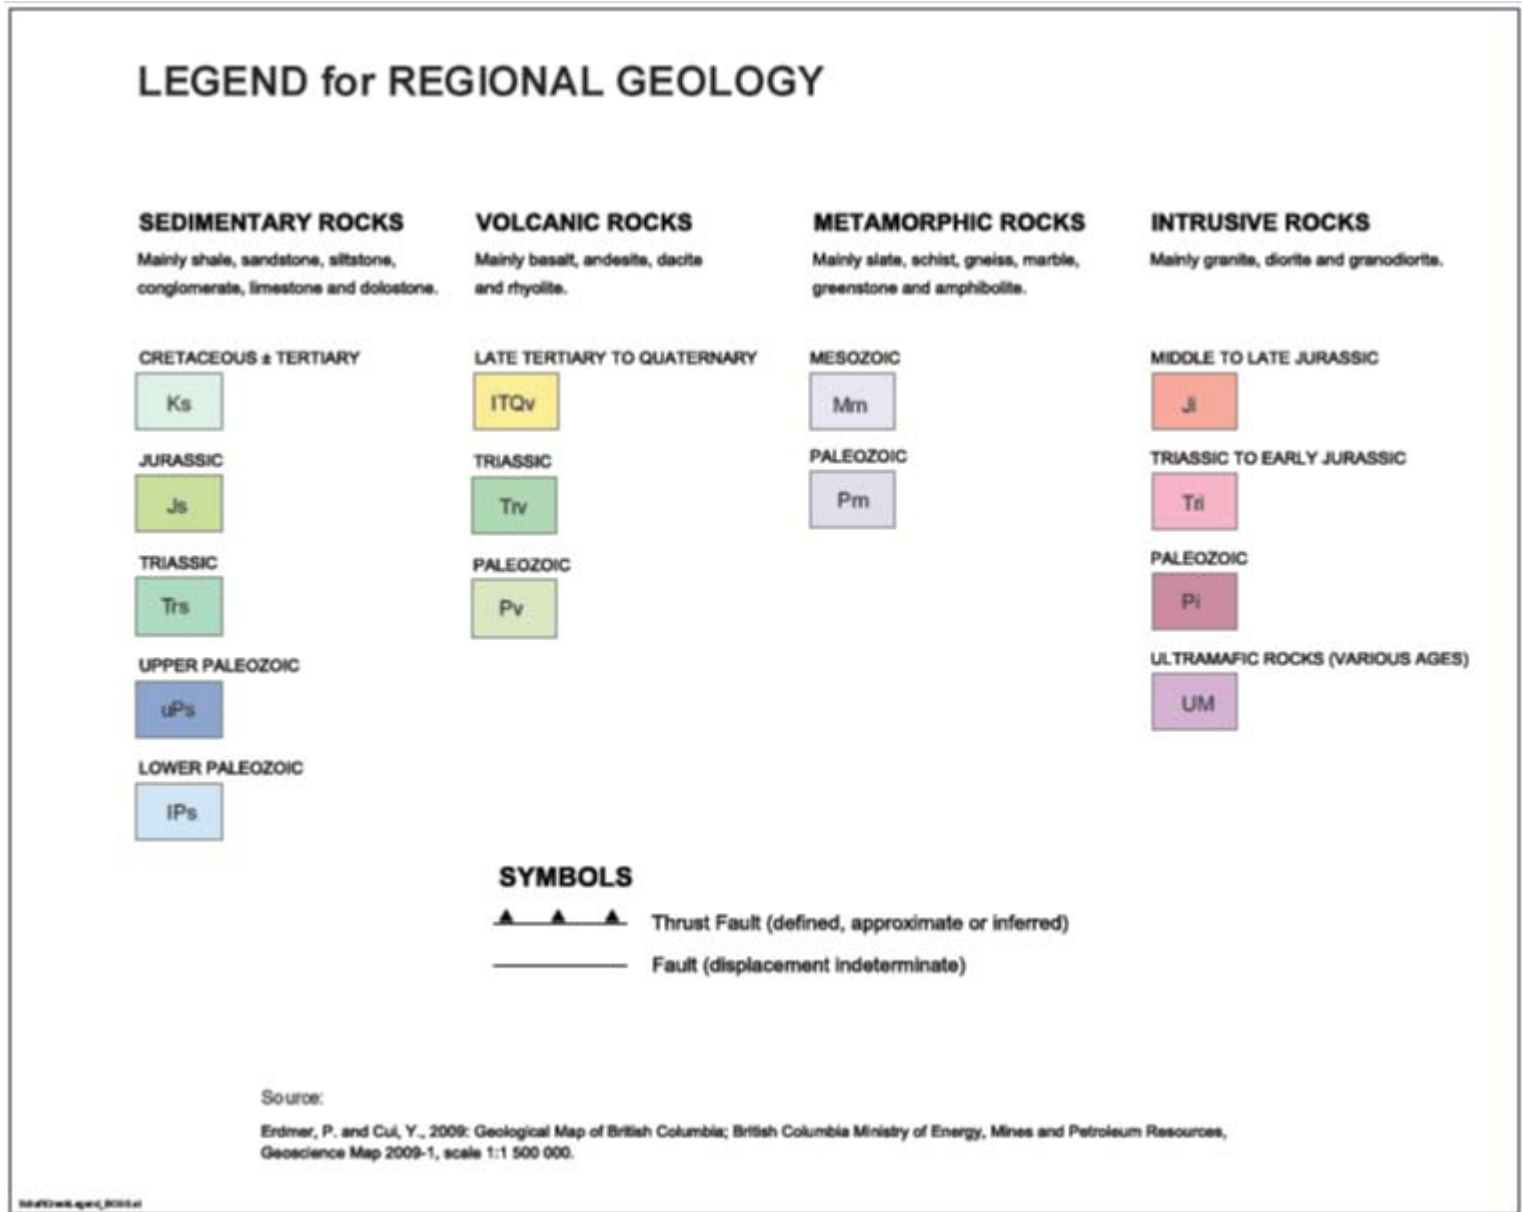 LEGEND for REGIONAL GEOLOGY
SEDIMENTARY ROCKS
Mainly shale, sandstone, siltstone,
conglomerate, limestone and dolostone.
CRETACEOUS ± TERTIARY
Ks
JURASSIC
Js
TRIASSIC
Trs
UPPER PALEOZOIC
uPs
LOWER PALEOZOIC
lPs
VOLCANIC ROCKS
Mainly basalt, andesite, dacite
and rhyolite.
LATE TERTIARY TO QUATERNARY
lTQv
TRIASSIC
Trv
PALEOZOIC
Pv
METAMORPHIC ROCKS
Mainly slate, schist, gneiss, marble,
greenstone and amphibolite.
MESOZOIC
Mm
PALEOZOIC
Pm
INTRUSIVE ROCKS
Mainly granite, diorite and granodiorite.
MIDDLE TO LATE JURASSIC
Ji
TRIASSIC TO EARLY JURASSIC
Tri
PALEOZOIC
Pi
ULTRAMAFIC ROCKS (VARIOUS AGES)
UM
SYMBOLS
Thrust Fault (defined, approximate or inferred)
Fault (displacement indeterminate)
Source:
Erdmer, P. and Cui, Y., 2009: Geological Map of British Columbia; British Columbia Ministry of Energy, Mines and Petroleum Resources,
Geoscience Map 2009-1, scale 1:1 500 000.